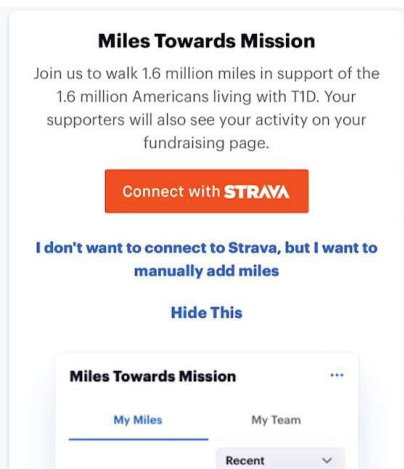 Miles Towards Mission
Join us to walk 1.6 million miles in support of the
1.6 million Americans living with T1D. Your
supporters will also see your activity on your
fundraising page.
Connect with STRAVA
I don't want to connect to Strava, but I want to
manually add miles
Hide This
Miles Towards Mission
My Miles My Team
Recent